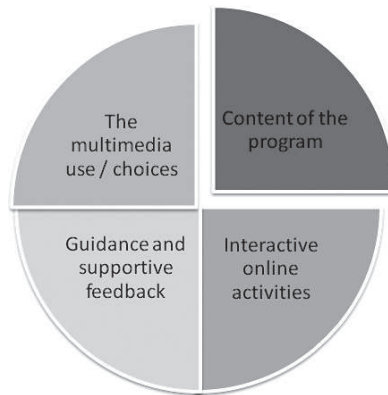 The
multimedia
use / choices
Content of the
program
Guidance and
supportive
feedback
Interactive
online
activities